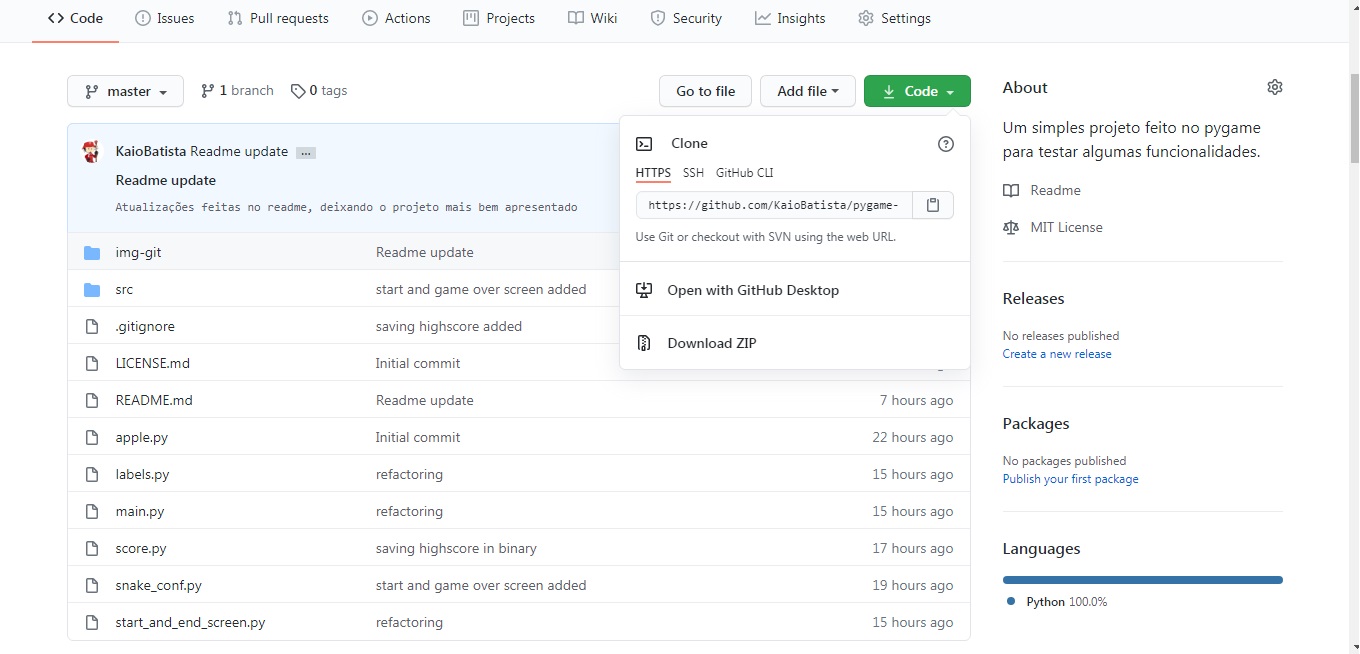 Code Issues Pull requests Actions Projects Wiki Security Insights Settings
master 1 branch 0 tags Go to file Add file Code
KaioBatista Readme update ...
Readme update
Atualizações feitas no readme, deixando o projeto mais bem apresentado
Clone
HTTPS SSH GitHub CLI
https://github.com/KaioBatista/pygame-
Use Git or checkout with SVN using the web URL.
Open with GitHub Desktop
Download ZIP
img-git Readme update
src start and game over screen added
.gitignore saving highscore added
LICENSE.md Initial commit
README.md Readme update 7 hours ago
apple.py Initial commit 22 hours ago
labels.py refactoring 15 hours ago
main.py refactoring 15 hours ago
score.py saving highscore in binary 17 hours ago
snake_conf.py start and game over screen added 19 hours ago
start_and_end_screen.py refactoring 15 hours ago
About
Um simples projeto feito no pygame
para testar algumas funcionalidades.
Readme
MIT License
Releases
No releases published
Create a new release
Packages
No packages published
Publish your first package
Languages
Python 100.0%